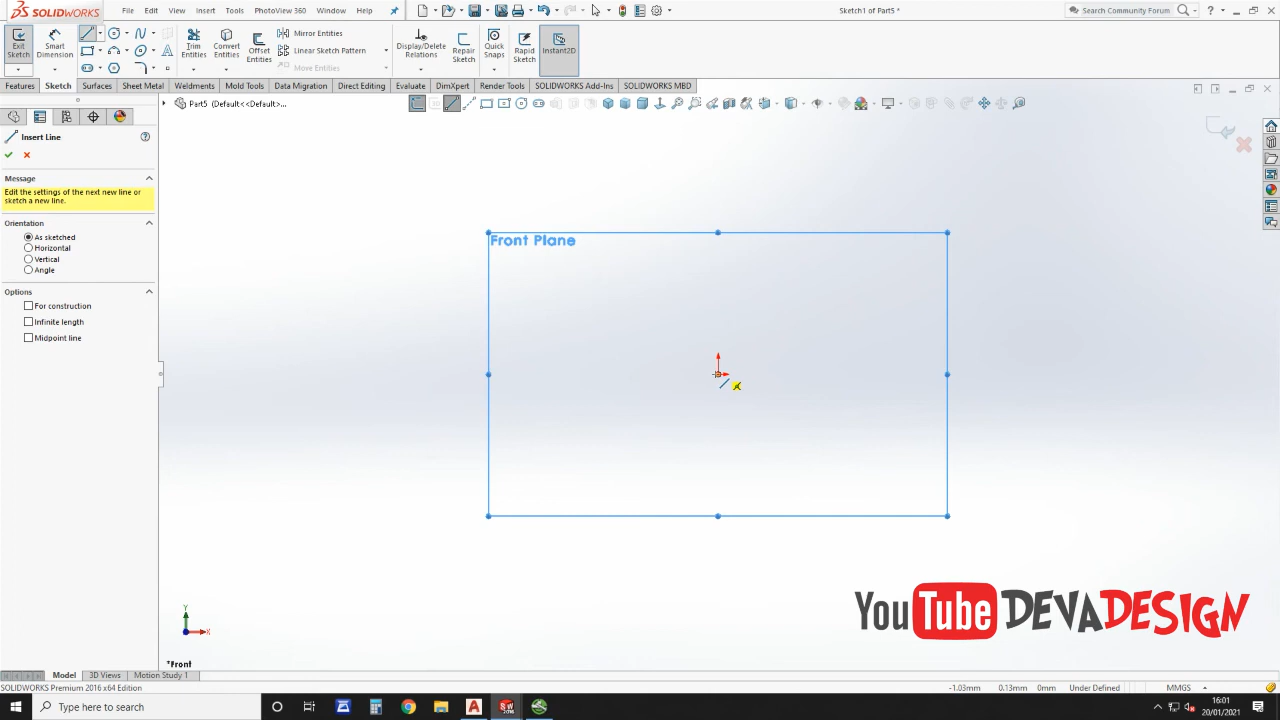 SOLIDWORKS
File Edit View Insert Tools PhotoView 360 Window Help
Sketch1 of Part5 *
Search Community Forum
Exit Sketch
Smart Dimension
Trim Entities
Convert Entities
Offset Entities
Mirror Entities
Linear Sketch Pattern
Move Entities
Display/Delete Relations
Repair Sketch
Quick Snaps
Rapid Sketch
Instant2D
Features Sketch Surfaces Sheet Metal Weldments Mold Tools Data Migration Direct Editing Evaluate DimXpert Render Tools SOLIDWORKS Add-Ins SOLIDWORKS MBD
Part5 (Default<<Default>...
Insert Line
Message
Edit the settings of the next new line or
sketch a new line.
Orientation
As sketched
Horizontal
Vertical
Angle
Options
For construction
Infinite length
Midpoint line
Front Plane
Y
X
*Front
YouTube DEVADESIGN
Model 3D Views Motion Study 1
SOLIDWORKS Premium 2016 x64 Edition
-1.03mm 0.13mm 0mm Under Defined MMGS
Type here to search
16:01
20/01/2021